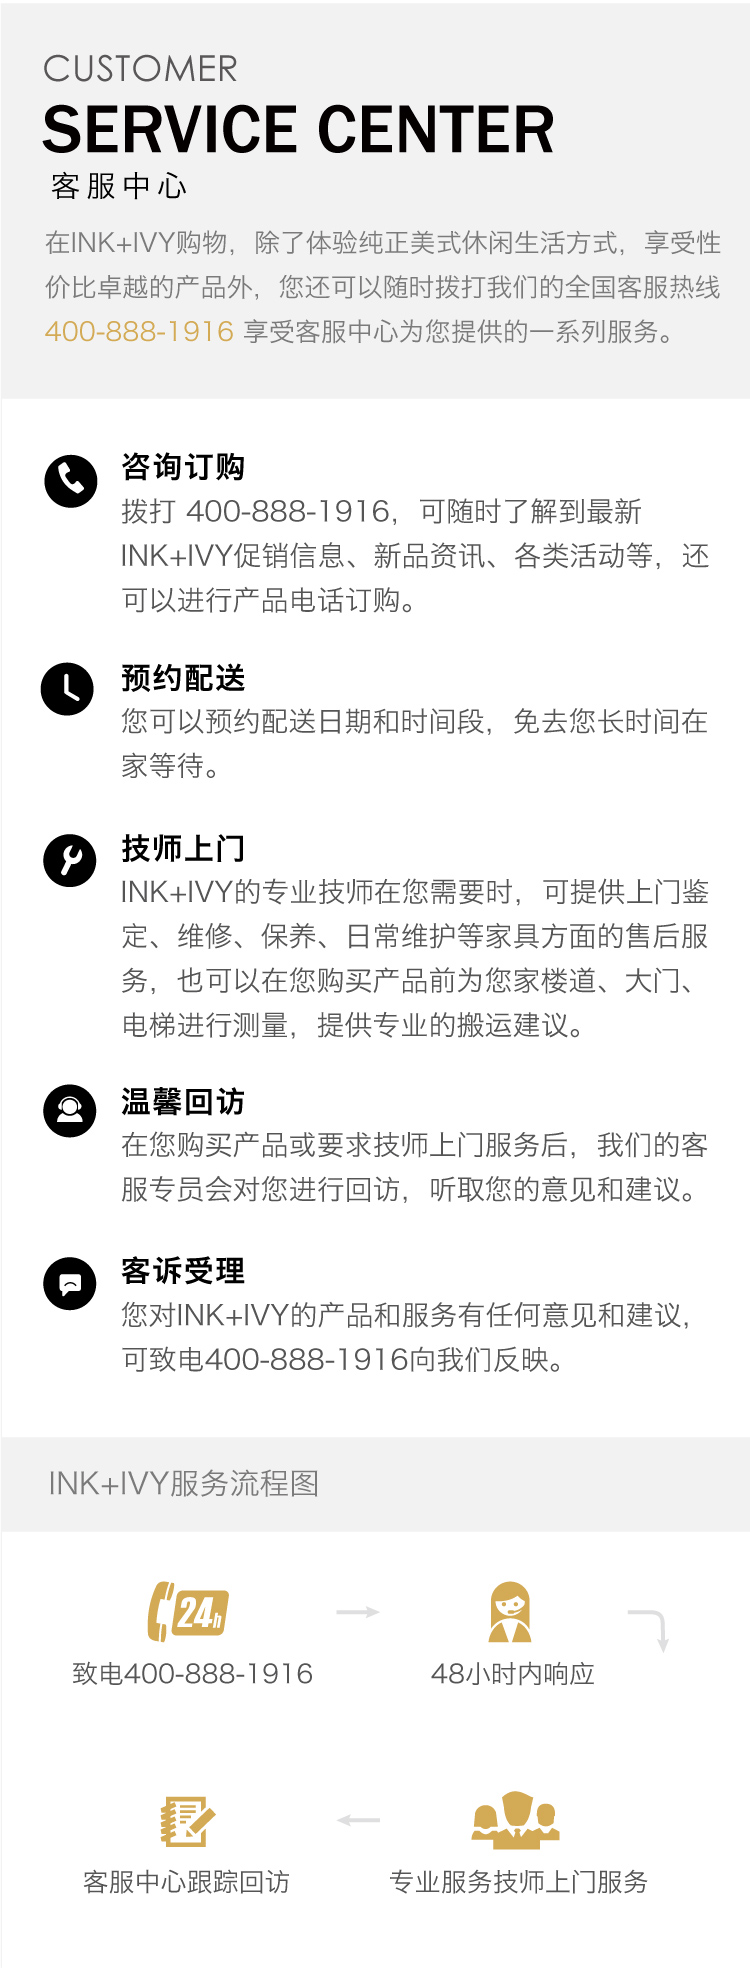 CUSTOMER
SERVICE CENTER
客服中心
在INK+IVY购物，除了体验纯正美式休闲生活方式，享受性
价比卓越的产品外，您还可以随时拨打我们的全国客服热线
400-888-1916 享受客服中心为您提供的一系列服务。
咨询订购
拨打 400-888-1916，可随时了解到最新
INK+IVY促销信息、新品资讯、各类活动等，还
可以进行产品电话订购。
预约配送
您可以预约配送日期和时间段，免去您长时间在
家等待。
技师上门
INK+IVY的专业技师在您需要时，可提供上门鉴
定、维修、保养、日常维护等家具方面的售后服
务，也可以在您购买产品前为您家楼道、大门、
电梯进行测量，提供专业的搬运建议。
温馨回访
在您购买产品或要求技师上门服务后，我们的客
服专员会对您进行回访，听取您的意见和建议。
客诉受理
您对INK+IVY的产品和服务有任何意见和建议，
可致电400-888-1916向我们反映。
INK+IVY服务流程图
24h
致电400-888-1916
48小时内响应
客服中心跟踪回访
专业服务技师上门服务